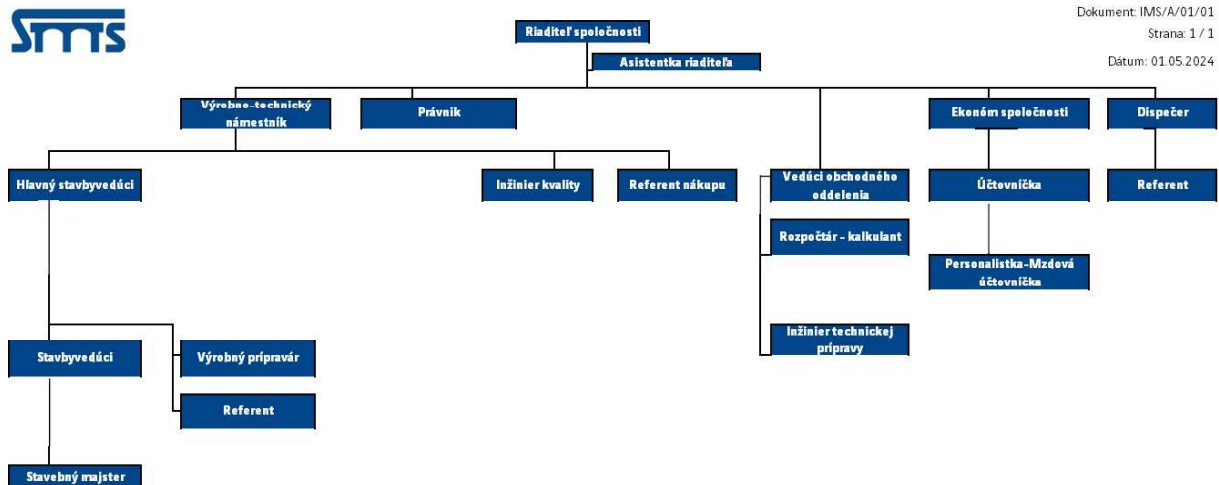 SMS
Dokument: IMS/A/01/01
Strana: 1 / 1
Dátum: 01.05.2024
Riaditeľ spoločnosti
Asistentka riaditeľa
Výrobno-technický
námestník
Právnik
Ekonóm spoločnosti
Dispečer
Hlavný stavbyvedúci
Inžinier kvality
Referent nákupu
Vedúci obchodného
oddelenia
Účtovníčka
Referent
Rozpočtár - kalkulant
Personalistka-Mzdová
účtovníčka
Stavbyvedúci
Výrobný prípravár
Inžinier technickej
prípravy
Referent
Stavebný majster